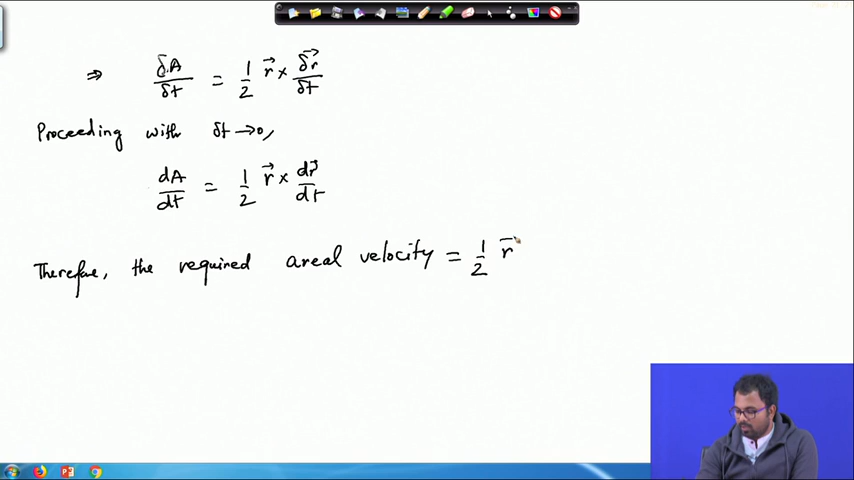 ⇒ δA/δt = 1/2 r⃗ × δr⃗/δt
Proceeding with δt → 0,
dA/dt = 1/2 r⃗ × dr⃗/dt
Therefore, the required areal velocity = 1/2 r⃗